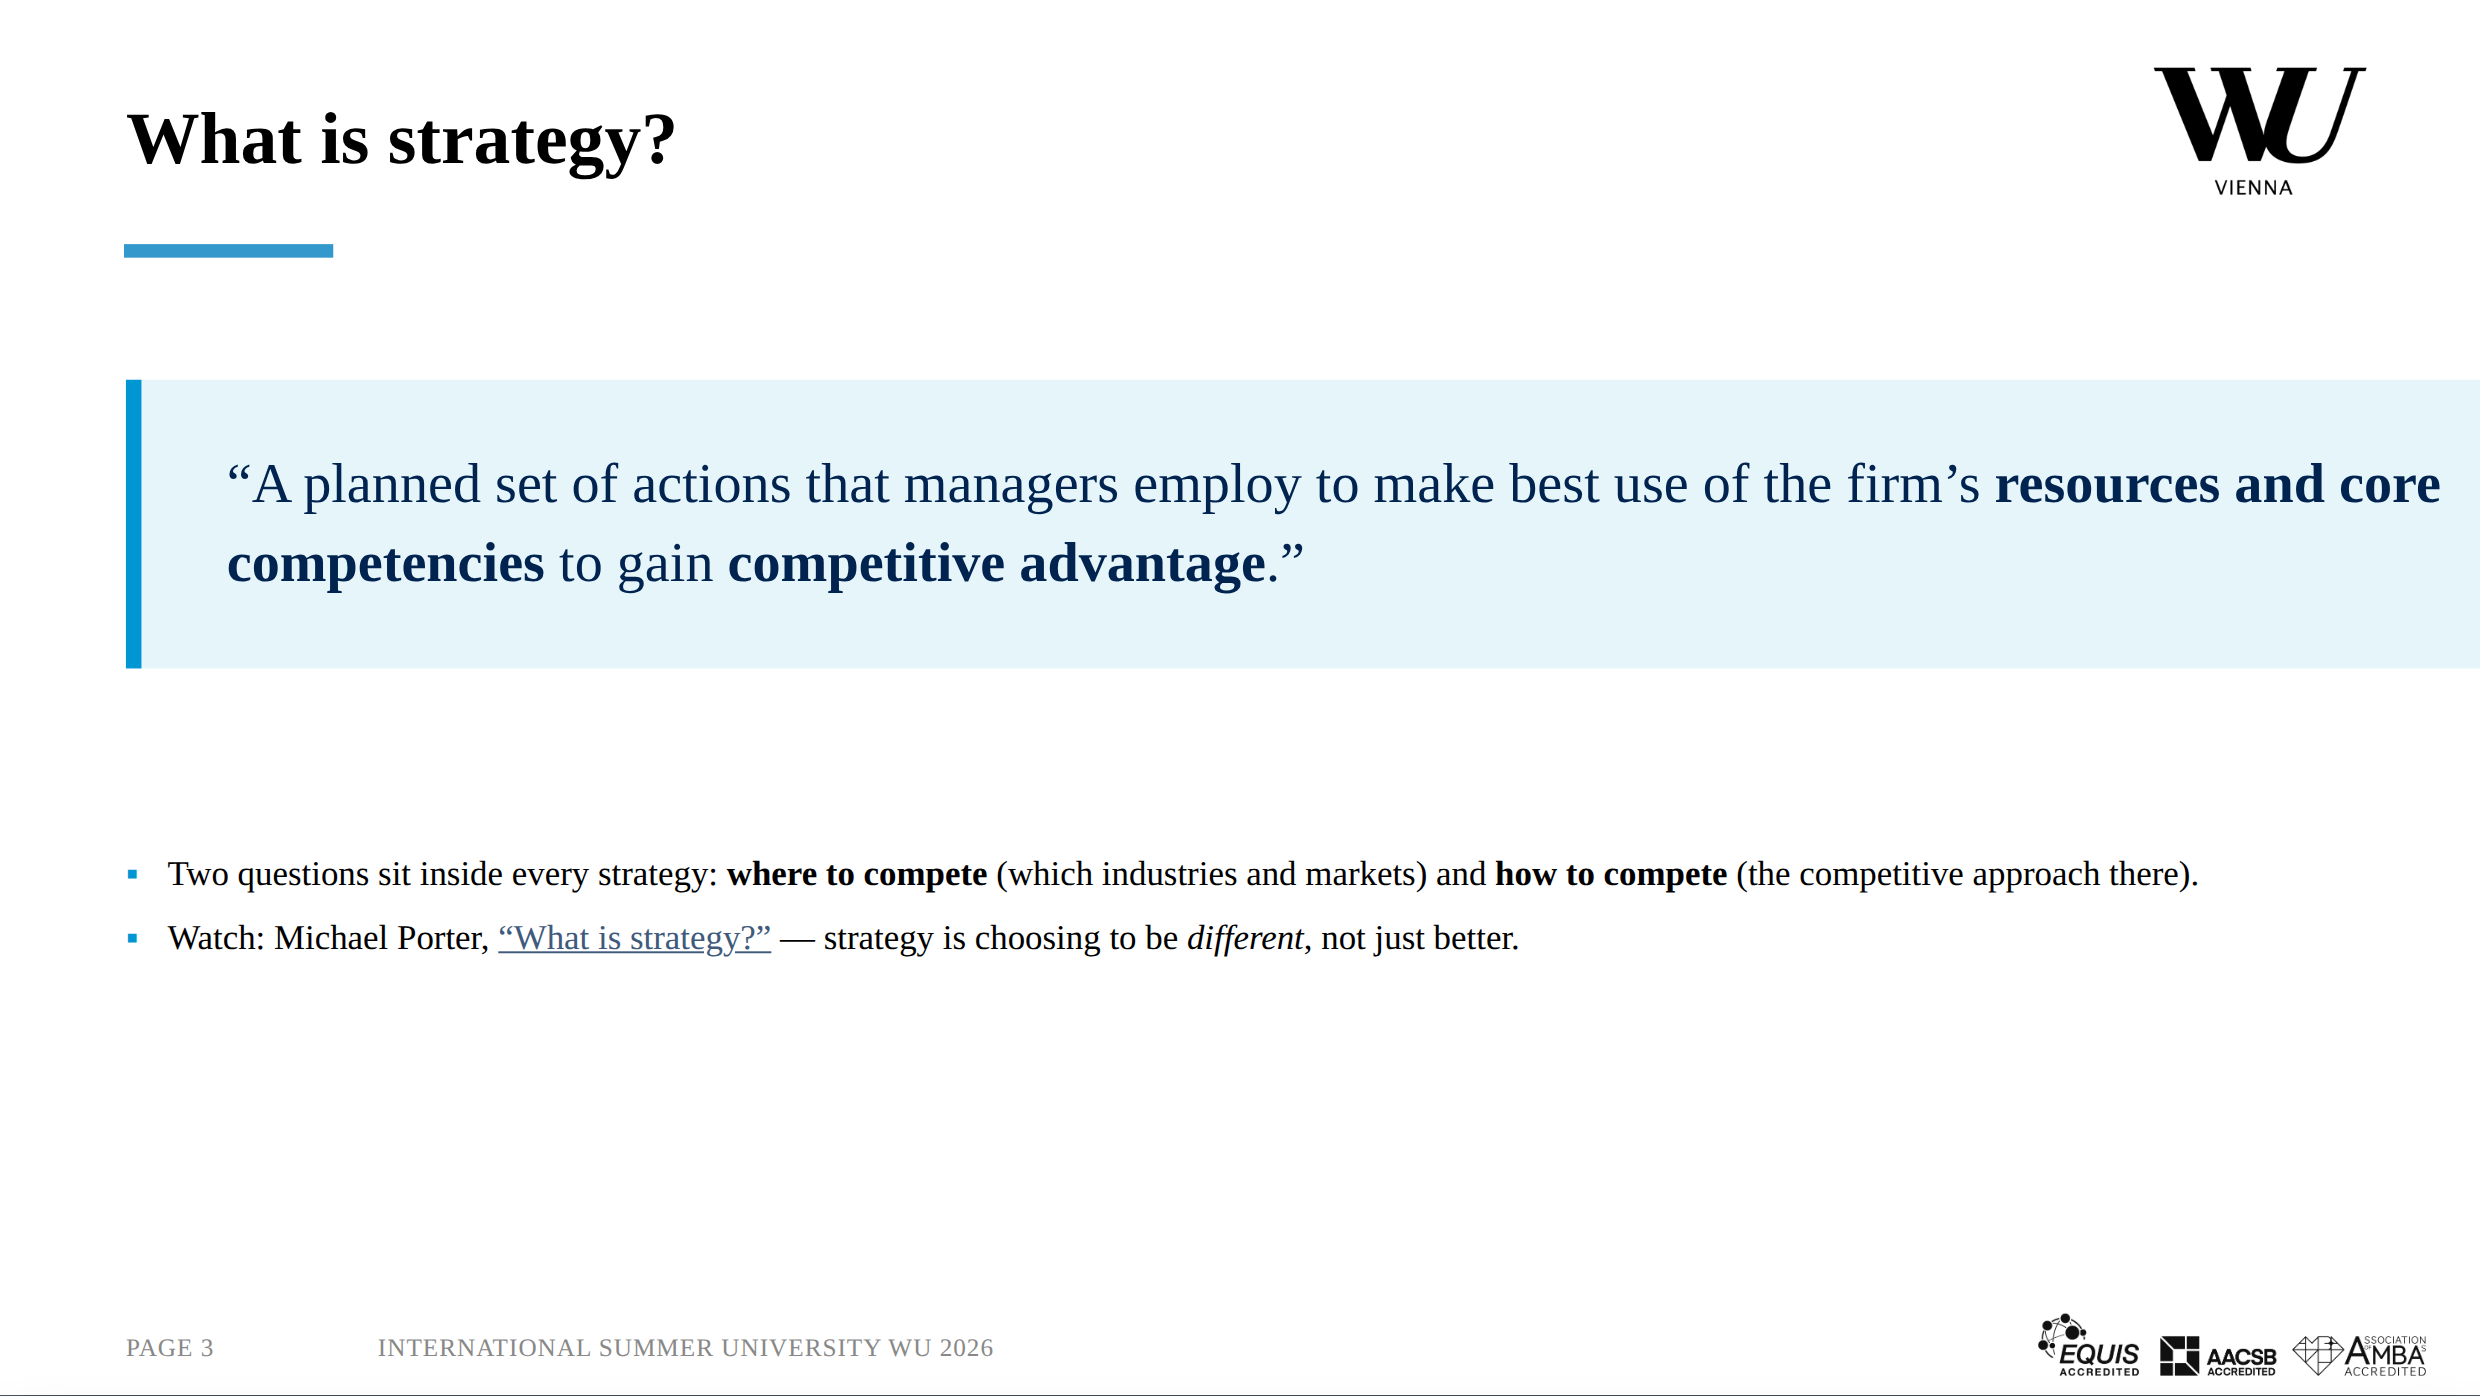 What is strategy?
WU
VIENNA
“A planned set of actions that managers employ to make best use of the firm’s resources and core
competencies to gain competitive advantage.”
▪ Two questions sit inside every strategy: where to compete (which industries and markets) and how to compete (the competitive approach there).
▪ Watch: Michael Porter, “What is strategy?” — strategy is choosing to be different, not just better.
PAGE 3
INTERNATIONAL SUMMER UNIVERSITY WU 2026
EQUIS
ACCREDITED
AACSB
ACCREDITED
ASSOCIATION
OF MBAS
ACCREDITED